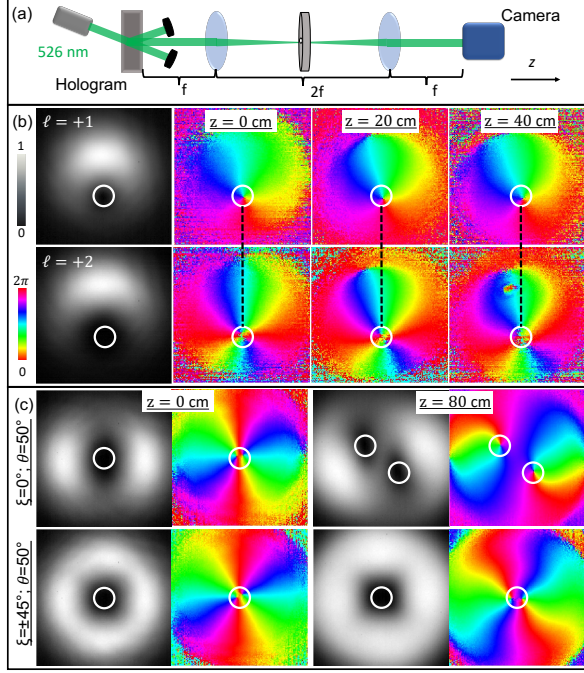 (a)
526 nm
Hologram
Camera
z
f
2f
f
(b)
ℓ = +1
z = 0 cm
z = 20 cm
z = 40 cm
1
0
ℓ = +2
2π
0
(c)
z = 0 cm
z = 80 cm
ξ=0°; θ=50°
ξ=±45°; θ=50°